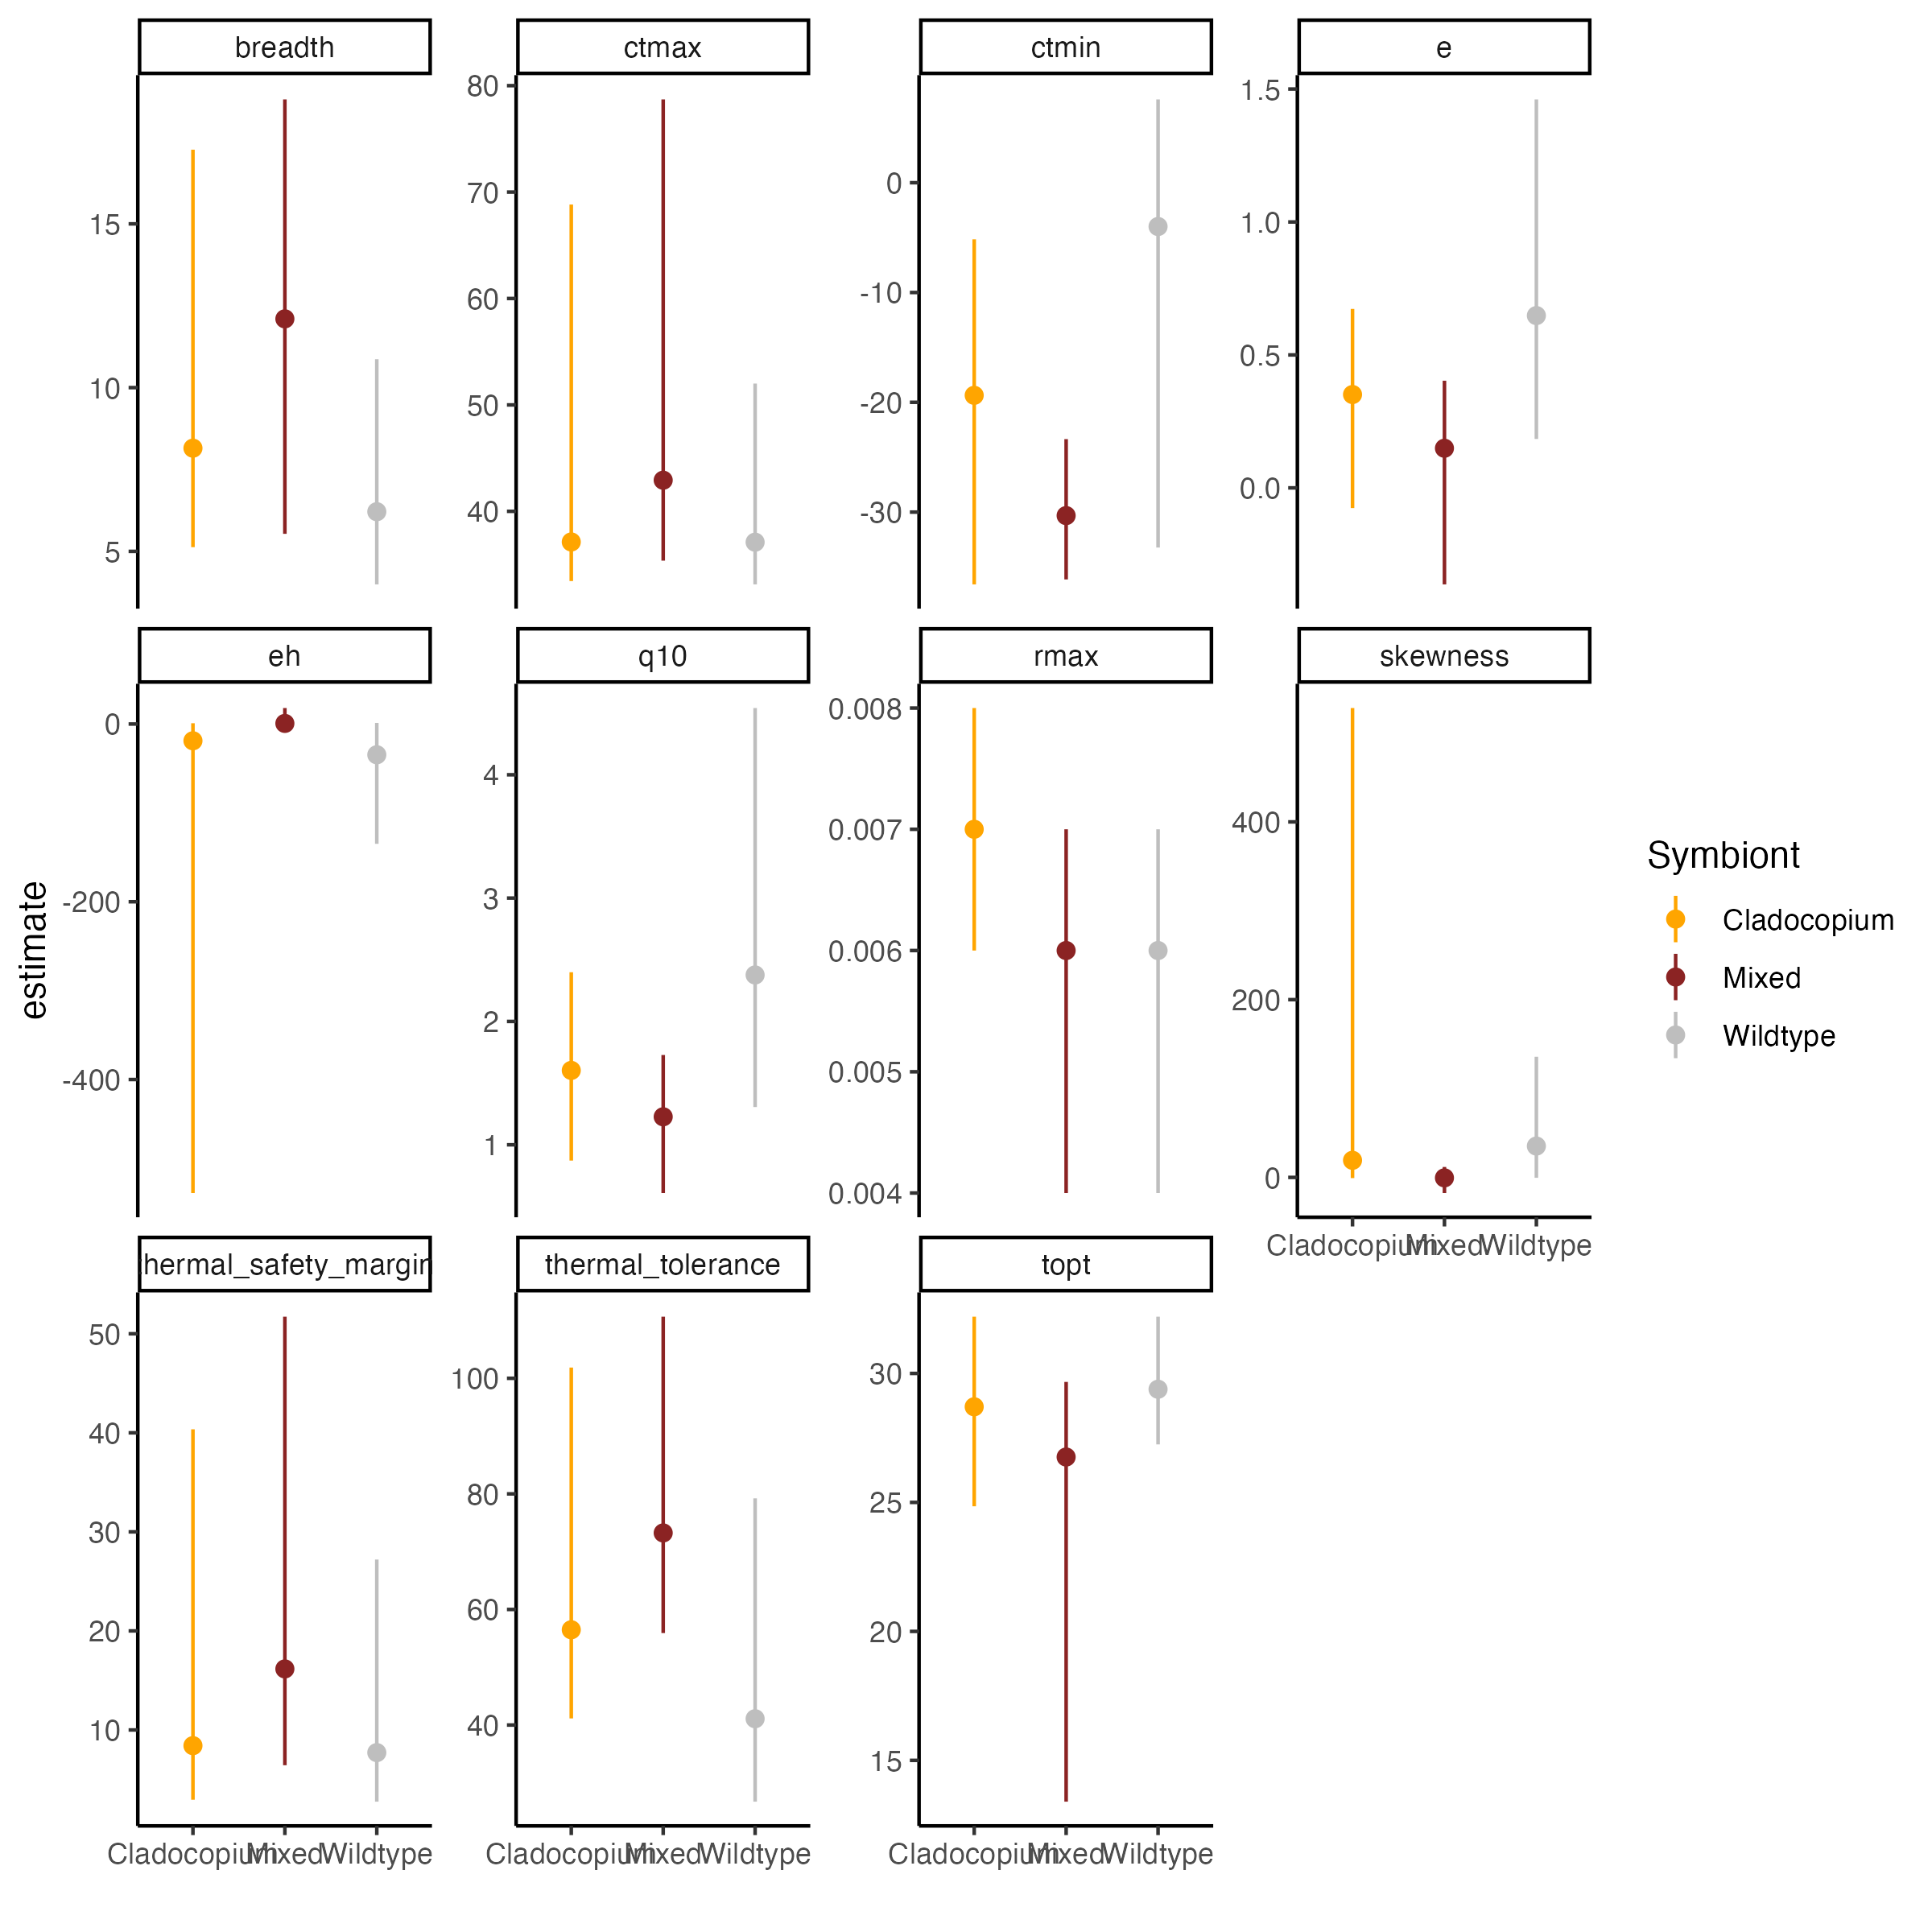 breadth
ctmax
ctmin
e
15
10
5
80
70
60
50
40
0
-10
-20
-30
1.5
1.0
0.5
0.0
eh
q10
rmax
skewness
0
-200
-400
4
3
2
1
0.008
0.007
0.006
0.005
0.004
400
200
0
Cladocopium
Mixed
Wildtype
hermal_safety_margin
thermal_tolerance
topt
50
40
30
20
10
100
80
60
40
30
25
20
15
Cladocopium
Mixed
Wildtype
Cladocopium
Mixed
Wildtype
Cladocopium
Mixed
Wildtype
estimate
Symbiont
Cladocopium
Mixed
Wildtype